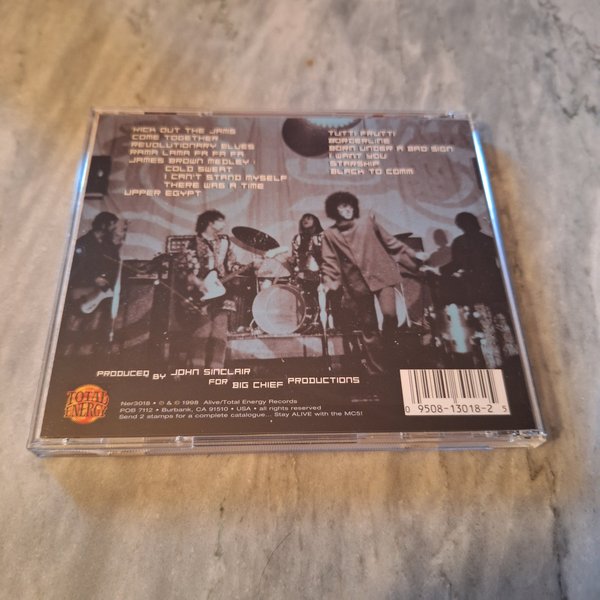 KICK OUT THE JAMS
COME TOGETHER
REVOLUTIONARY BLUES
RAMA LAMA FA FA FA
JAMES BROWN MEDLEY :
COLD SWEAT
I CAN'T STAND MYSELF
THERE WAS A TIME
UPPER EGYPT
TUTTI FRUTTI
BORDERLINE
BORN UNDER A BAD SIGN
I WANT YOU
STARSHIP
BLACK TO COMM
PRODUCED BY JOHN SINCLAIR
FOR BIG CHIEF PRODUCTIONS
TOTAL
ENERGY
Ner3018 • ℗ & © 1998 Alive/Total Energy Records
POB 7112 • Burbank, CA 91510 • USA • all rights reserved
Send 2 stamps for a complete catalogue... Stay ALIVE with the MC5!
0 9508-13018-2 5